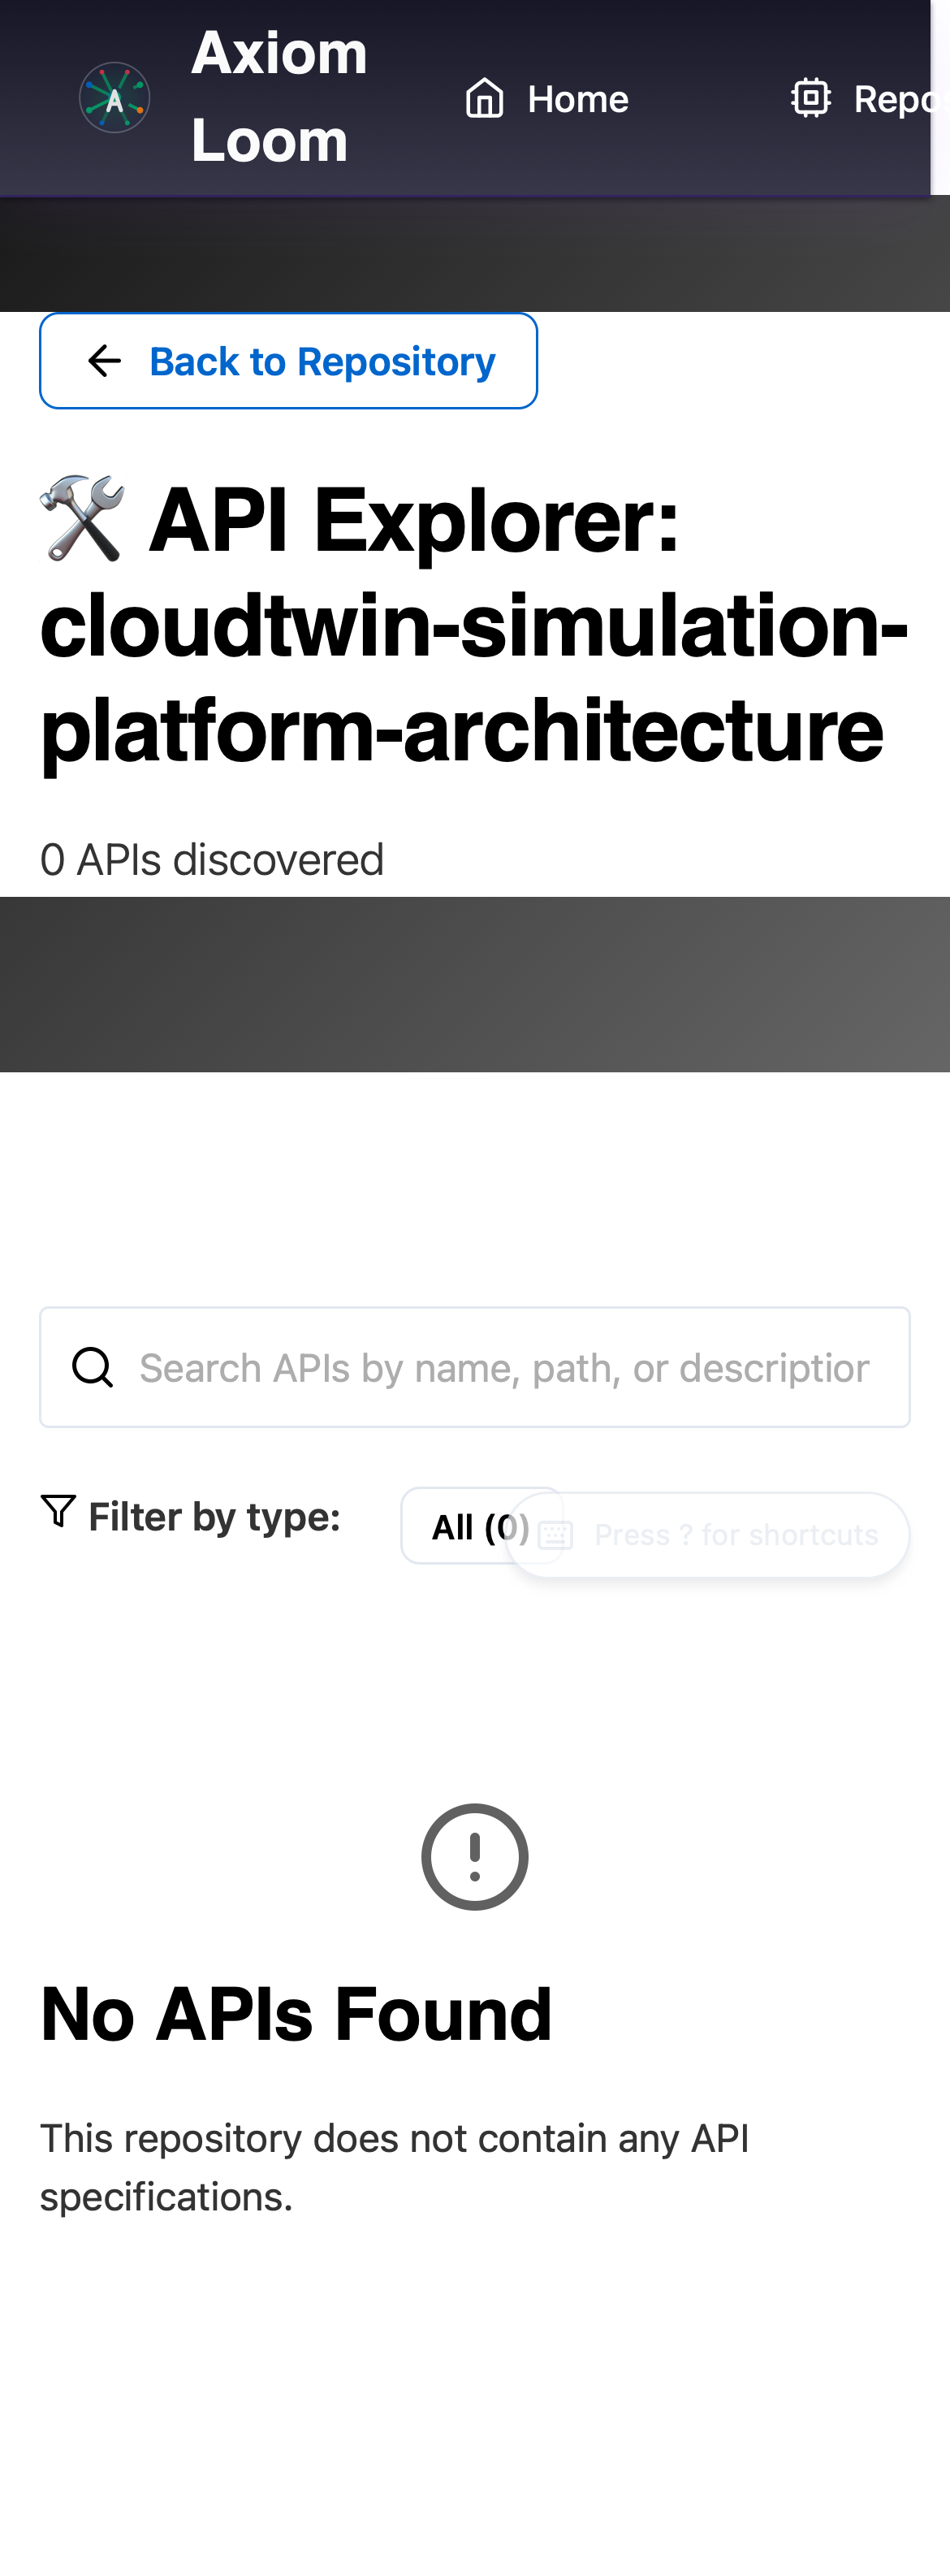 Axiom
Loom
Home
Repo
Back to Repository
🛠️ API Explorer:
cloudtwin-simulation-
platform-architecture
0 APIs discovered
Search APIs by name, path, or description
Filter by type:
All (0)
Press ? for shortcuts
No APIs Found
This repository does not contain any API
specifications.